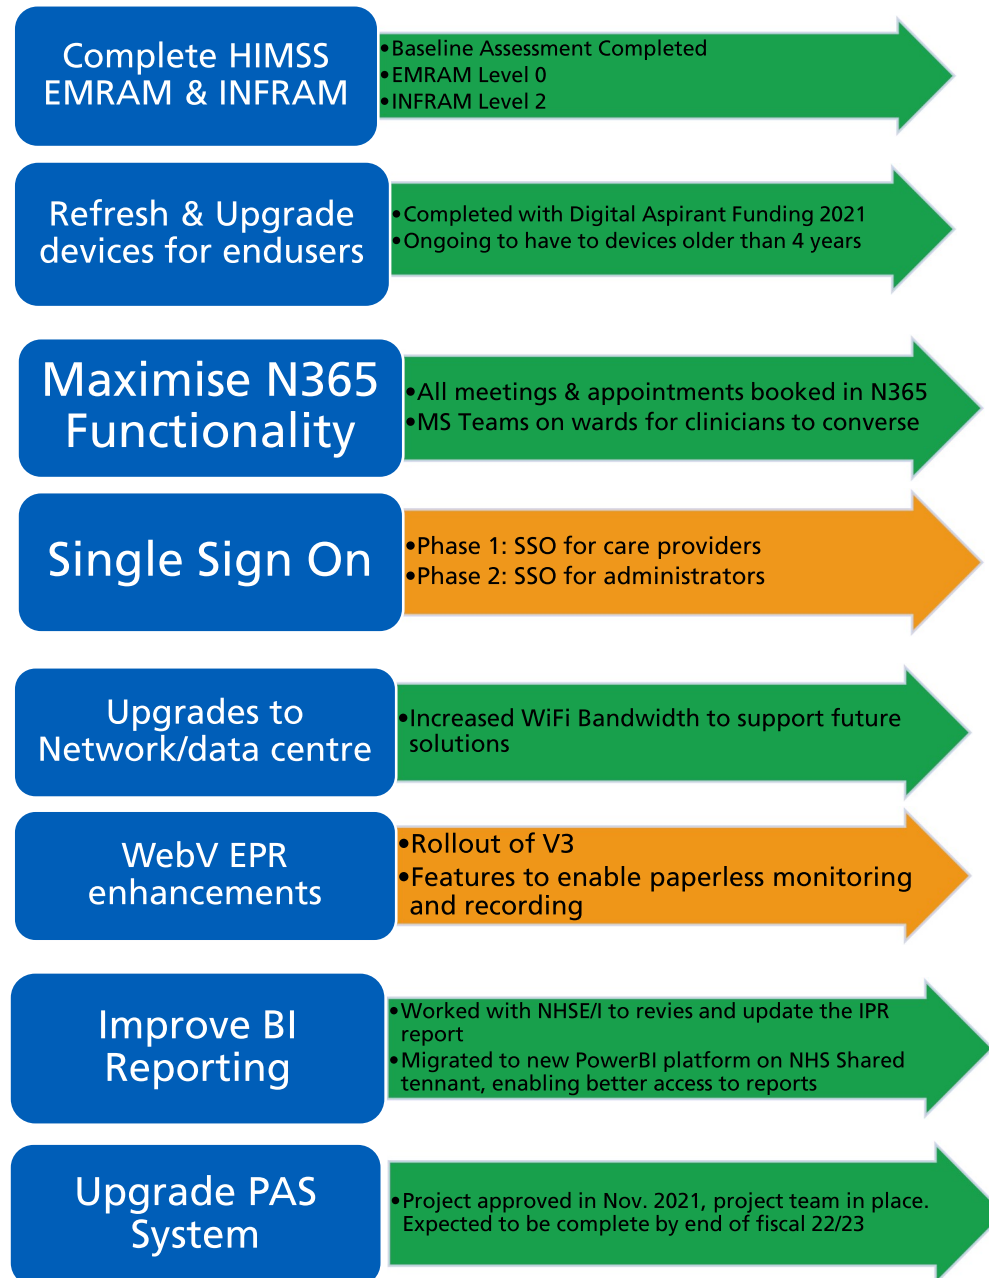 Complete HIMSS
EMRAM & INFRAM
•Baseline Assessment Completed
•EMRAM Level 0
•INFRAM Level 2
Refresh & Upgrade
devices for endusers
•Completed with Digital Aspirant Funding 2021
•Ongoing to have to devices older than 4 years
Maximise N365
Functionality
•All meetings & appointments booked in N365
•MS Teams on wards for clinicians to converse
Single Sign On
•Phase 1: SSO for care providers
•Phase 2: SSO for administrators
Upgrades to
Network/data centre
•Increased WiFi Bandwidth to support future
solutions
WebV EPR
enhancements
•Rollout of V3
•Features to enable paperless monitoring
and recording
Improve BI
Reporting
•Worked with NHSE/I to revies and update the IPR
report
•Migrated to new PowerBI platform on NHS Shared
tennant, enabling better access to reports
Upgrade PAS
System
•Project approved in Nov. 2021, project team in place.
Expected to be complete by end of fiscal 22/23